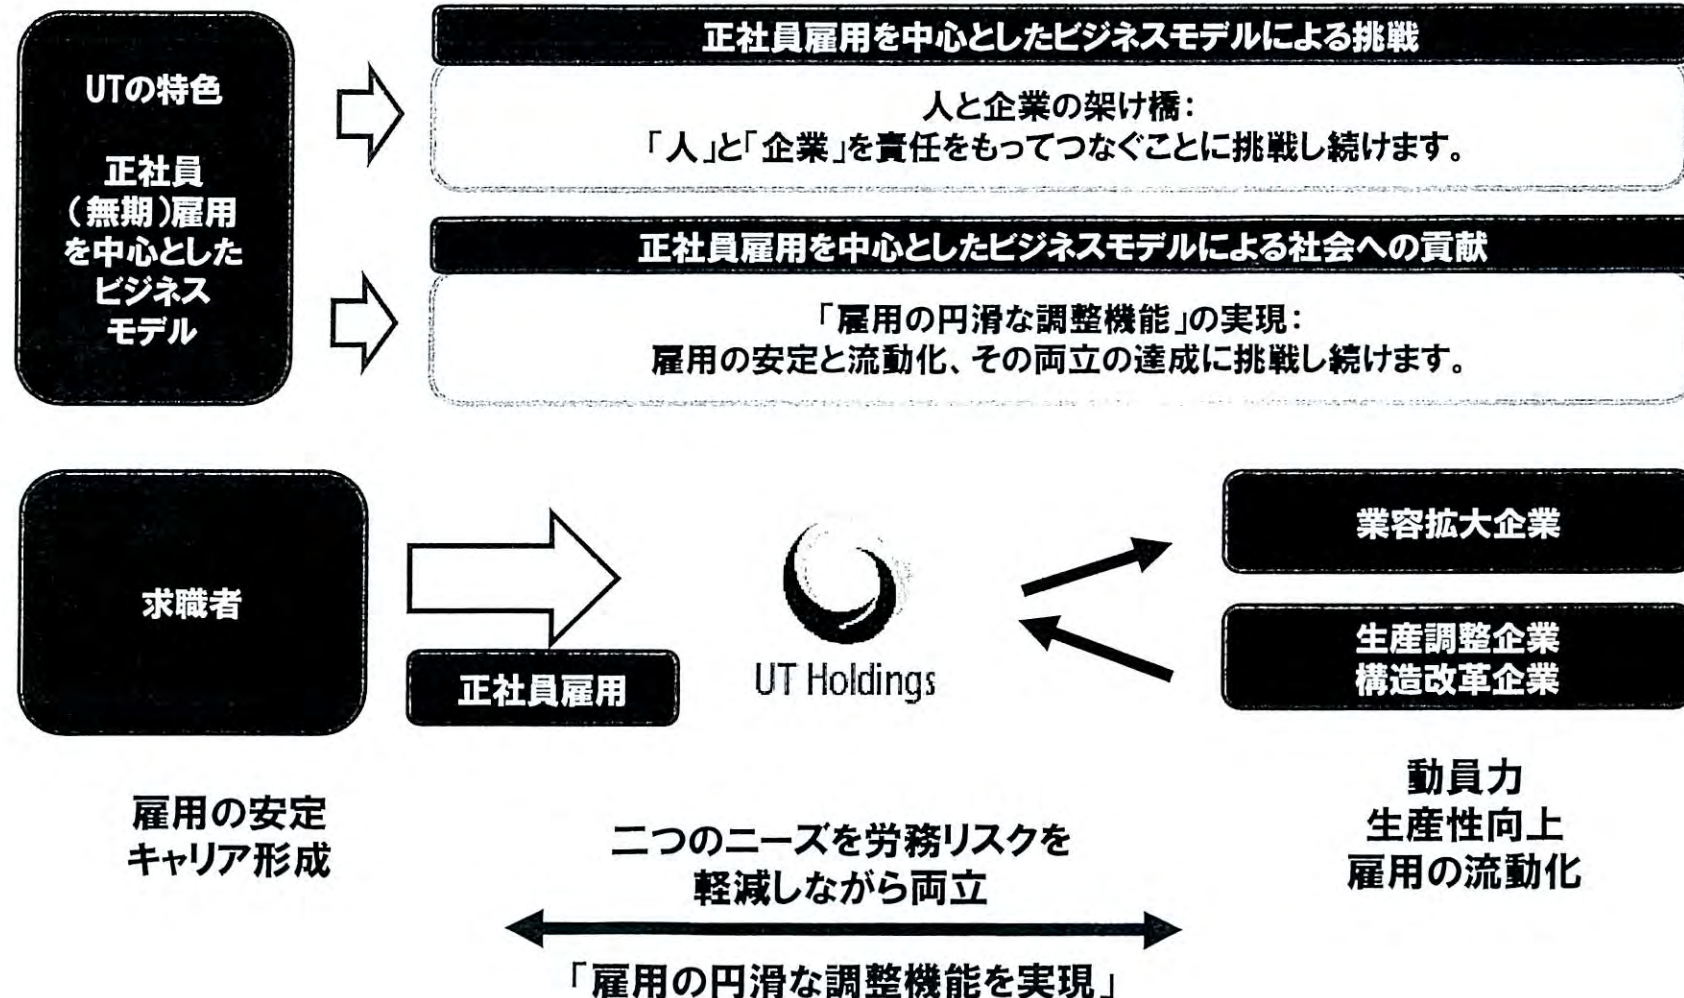 UTの特色
正社員
(無期)雇用
を中心とした
ビジネス
モデル
正社員雇用を中心としたビジネスモデルによる挑戦
人と企業の架け橋:
「人」と「企業」を責任をもってつなぐことに挑戦し続けます。
正社員雇用を中心としたビジネスモデルによる社会への貢献
「雇用の円滑な調整機能」の実現:
雇用の安定と流動化、その両立の達成に挑戦し続けます。
求職者
正社員雇用
UT Holdings
業容拡大企業
生産調整企業
構造改革企業
雇用の安定
キャリア形成
二つのニーズを労務リスクを
軽減しながら両立
動員力
生産性向上
雇用の流動化
「雇用の円滑な調整機能を実現」